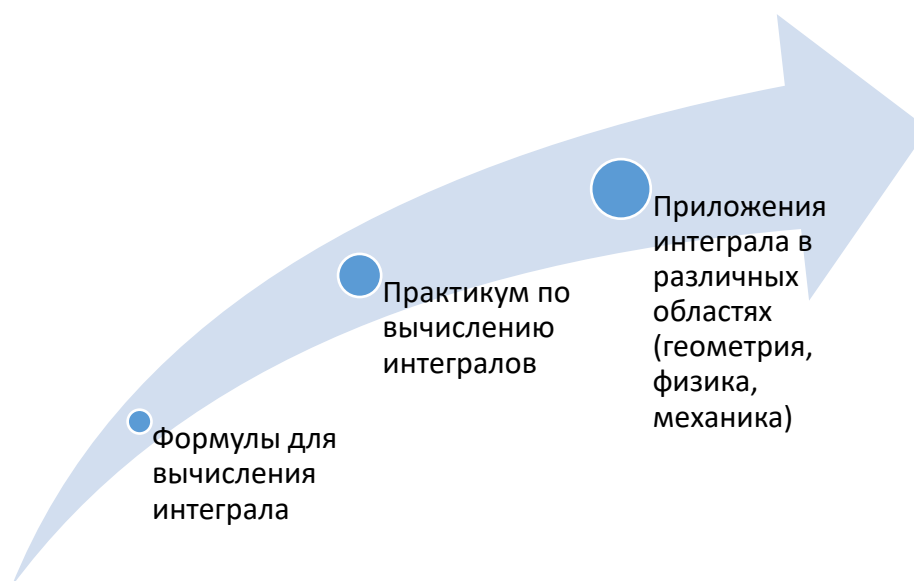 Формулы для
вычисления
интеграла
Практикум по
вычислению
интегралов
Приложения
интеграла в
различных
областях
(геометрия,
физика,
механика)